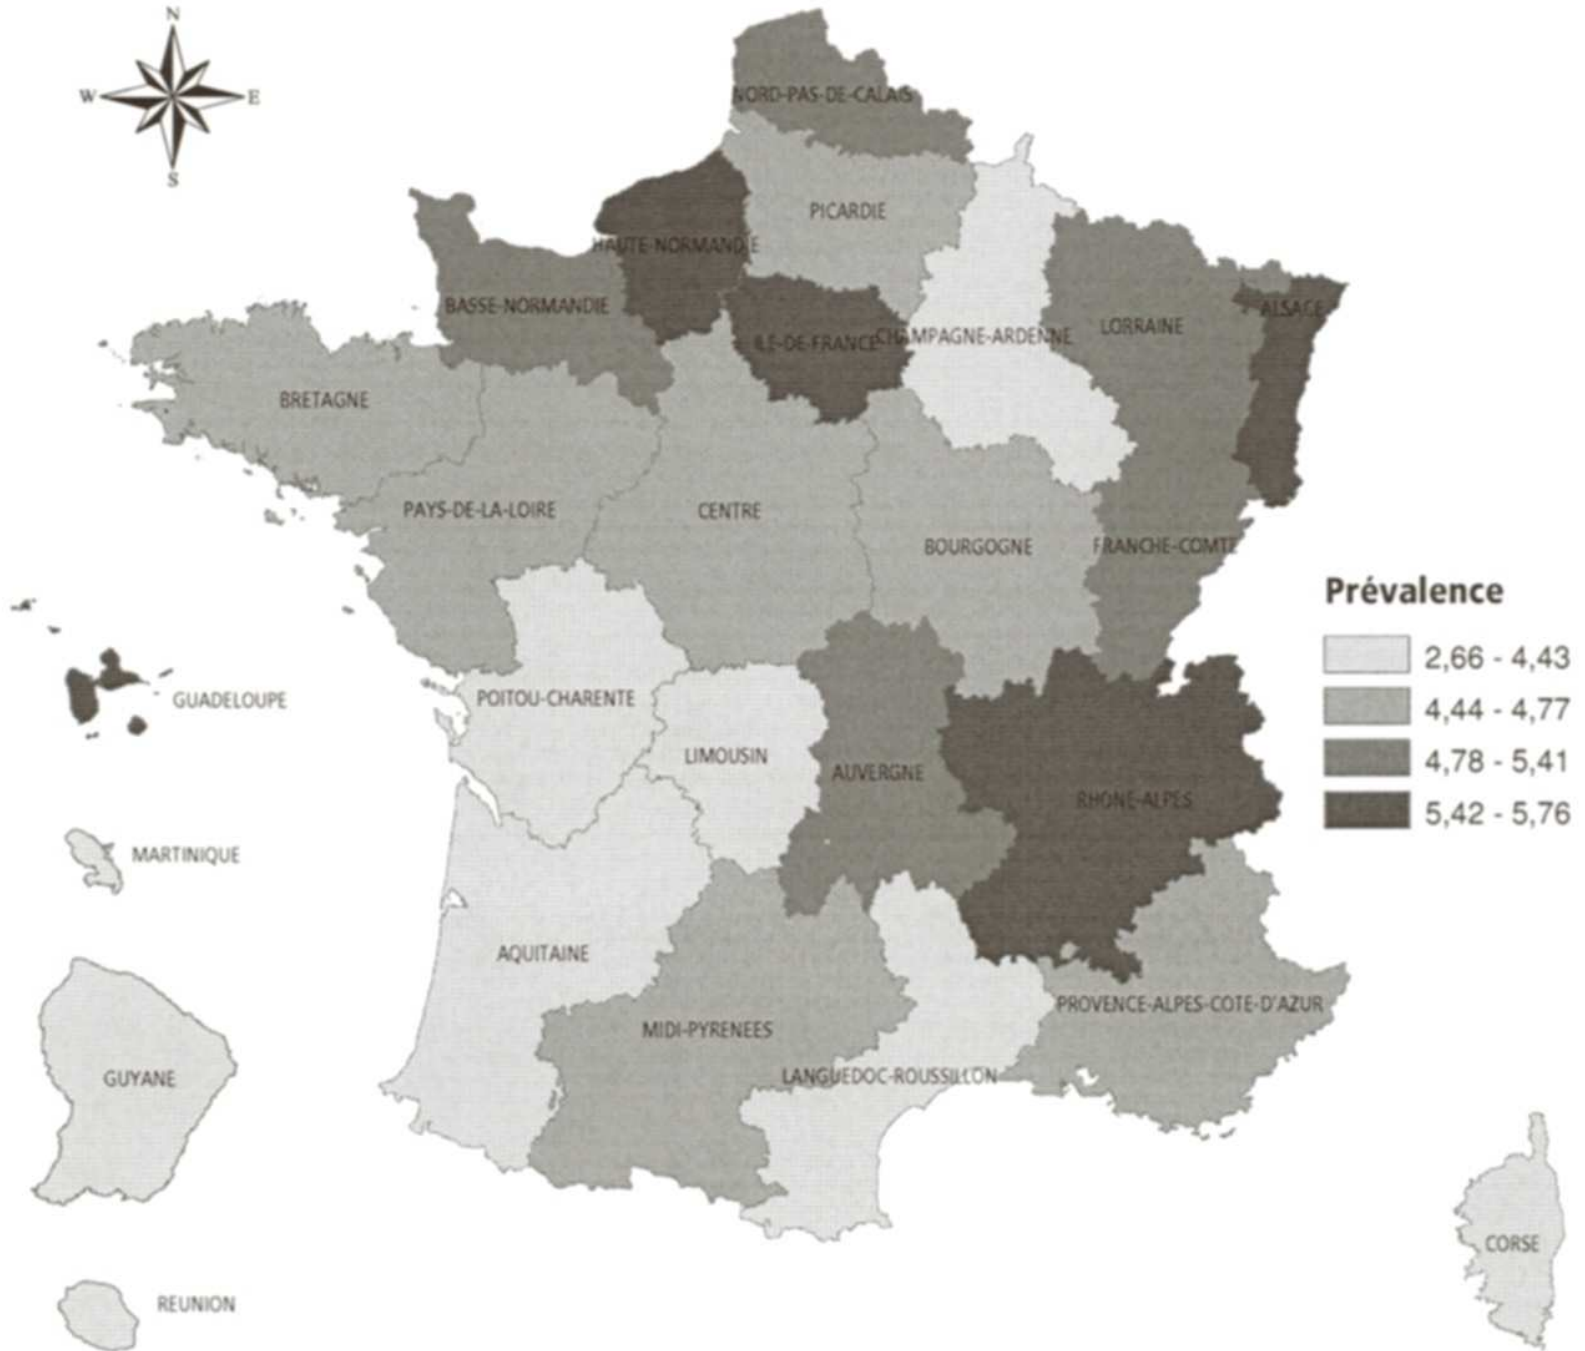 N
W
E
S
NORD-PAS-DE-CALAIS
PICARDIE
HAUTE-NORMANDIE
BASSE-NORMANDIE
ILE-DE-FRANCE
CHAMPAGNE-ARDENNE
LORRAINE
ALSACE
BRETAGNE
PAYS-DE-LA-LOIRE
CENTRE
BOURGOGNE
FRANCHE-COMTE
Prévalence
2,66 - 4,43
4,44 - 4,77
4,78 - 5,41
5,42 - 5,76
GUADELOUPE
POITOU-CHARENTE
LIMOUSIN
AUVERGNE
RHONE-ALPES
MARTINIQUE
AQUITAINE
MIDI-PYRENEES
PROVENCE-ALPES-COTE-D'AZUR
LANGUEDOC-ROUSSILLON
GUYANE
CORSE
REUNION